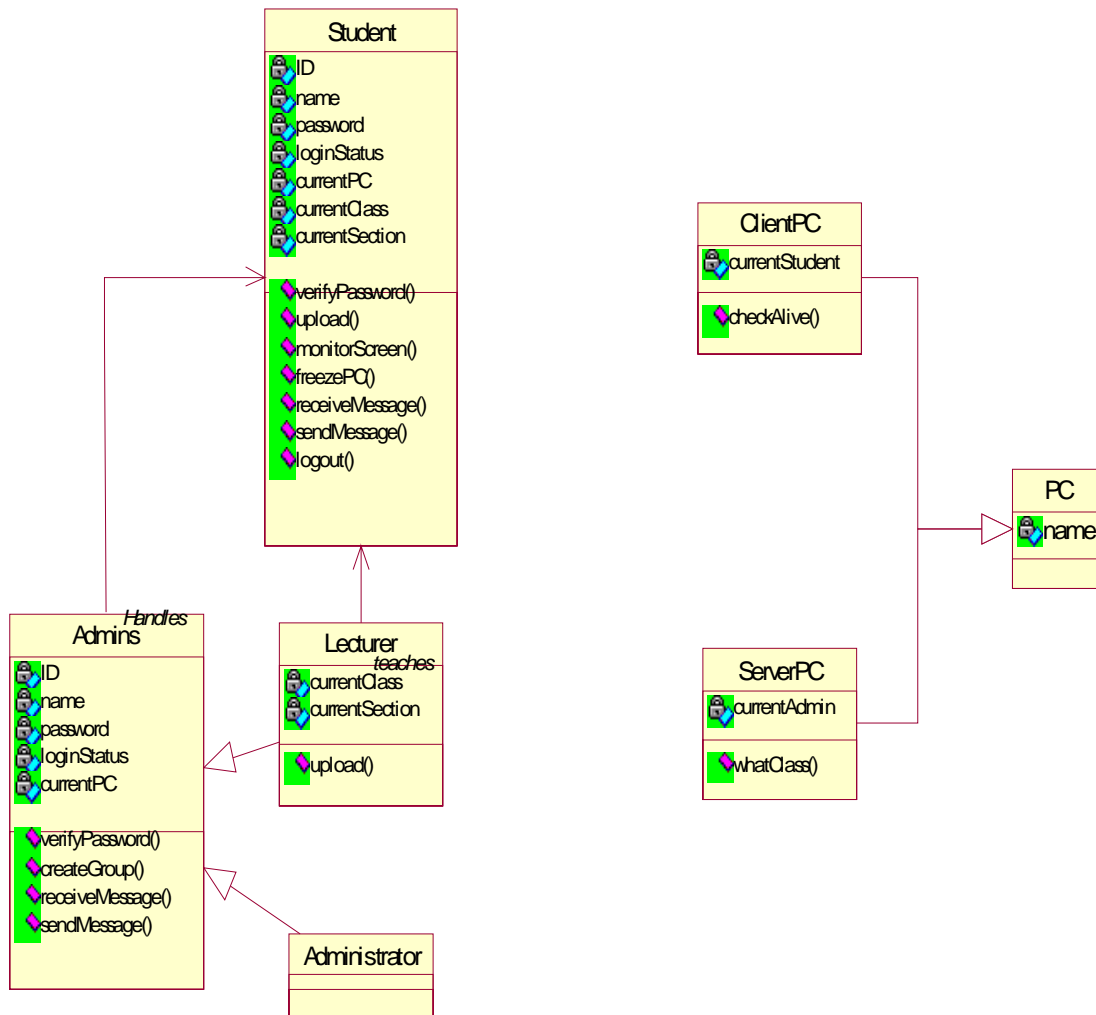 Student
ID
name
password
loginStatus
currentPC
currentClass
currentSection
verifyPassword()
upload()
monitorScreen()
freezePC()
receiveMessage()
sendMessage()
logout()
ClientPC
currentStudent
checkAlive()
PC
name
Handles
Admins
ID
name
password
loginStatus
currentPC
verifyPassword()
createGroup()
receiveMessage()
sendMessage()
Lecturer
teaches
currentClass
currentSection
upload()
ServerPC
currentAdmin
whatClass()
Administrator